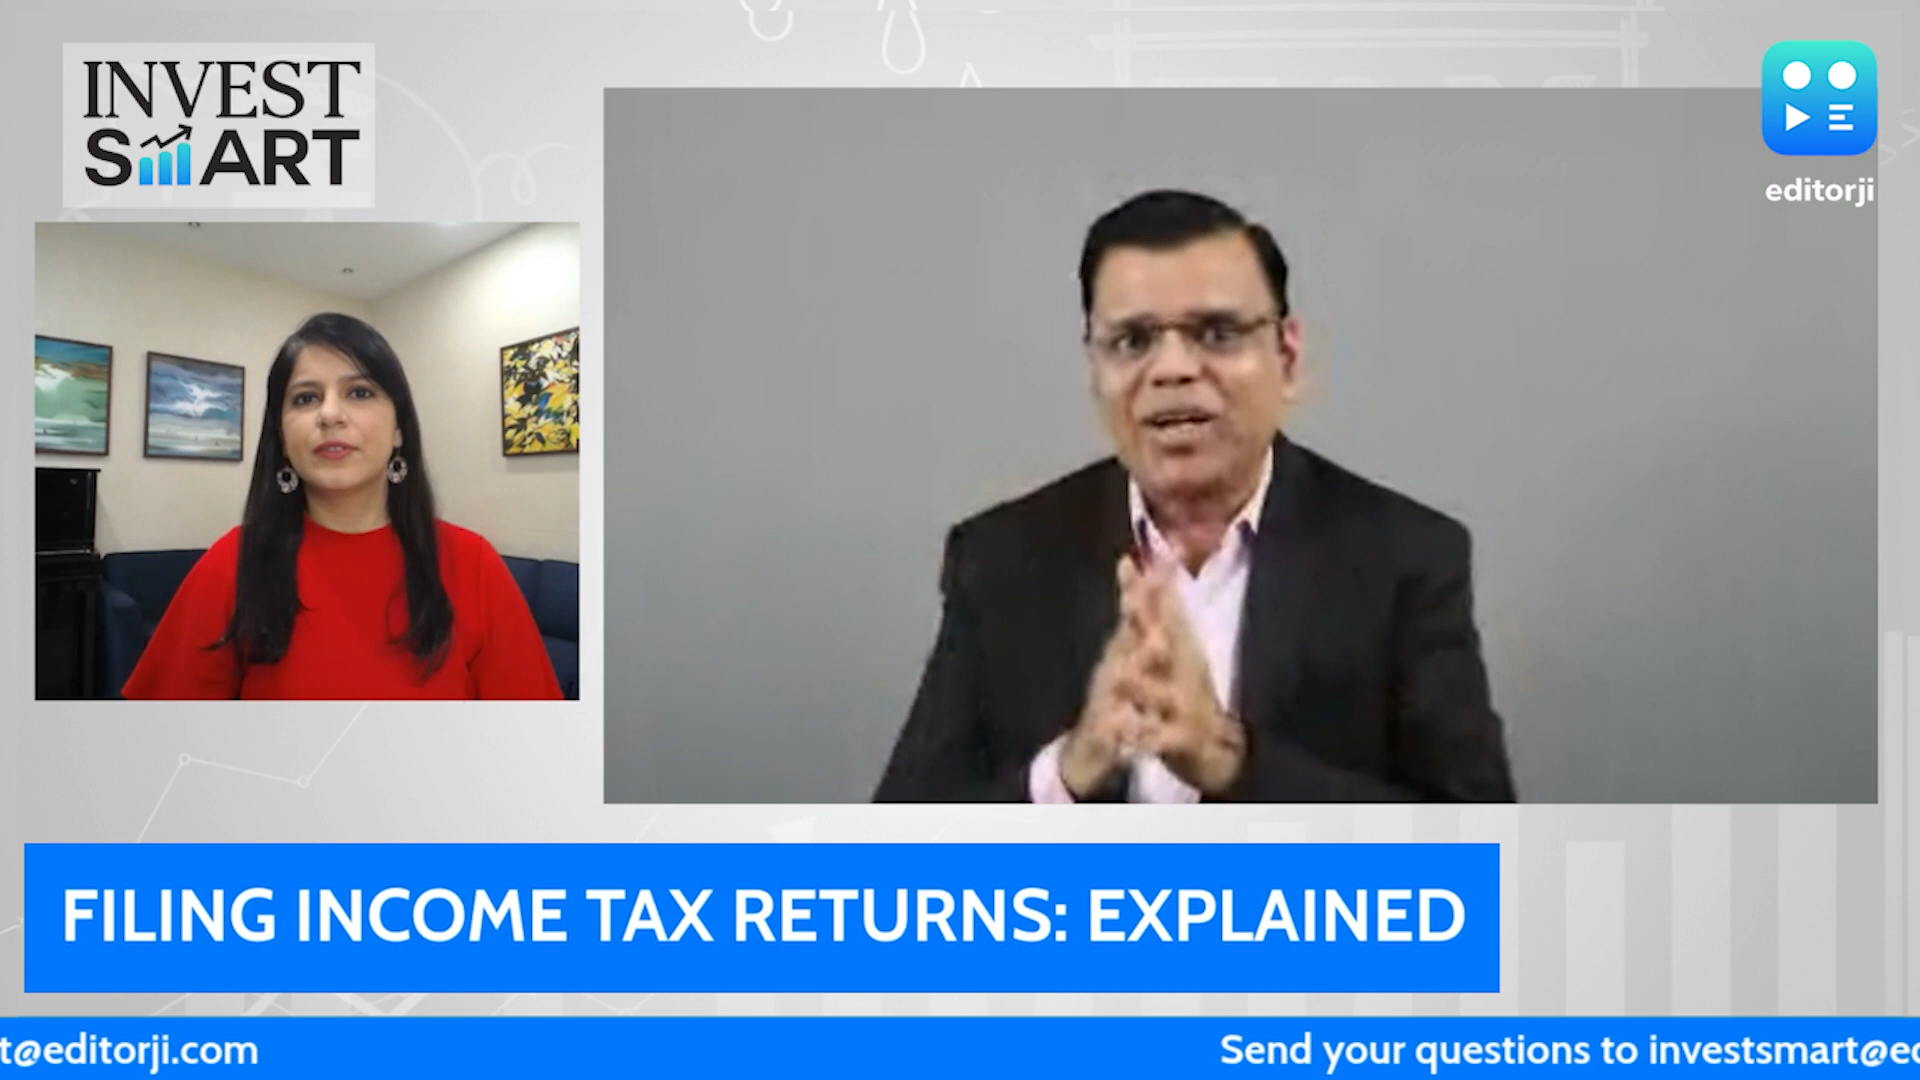 INVEST
SMART
editorji
FILING INCOME TAX RETURNS: EXPLAINED
t@editorji.com
Send your questions to investsmart@ed